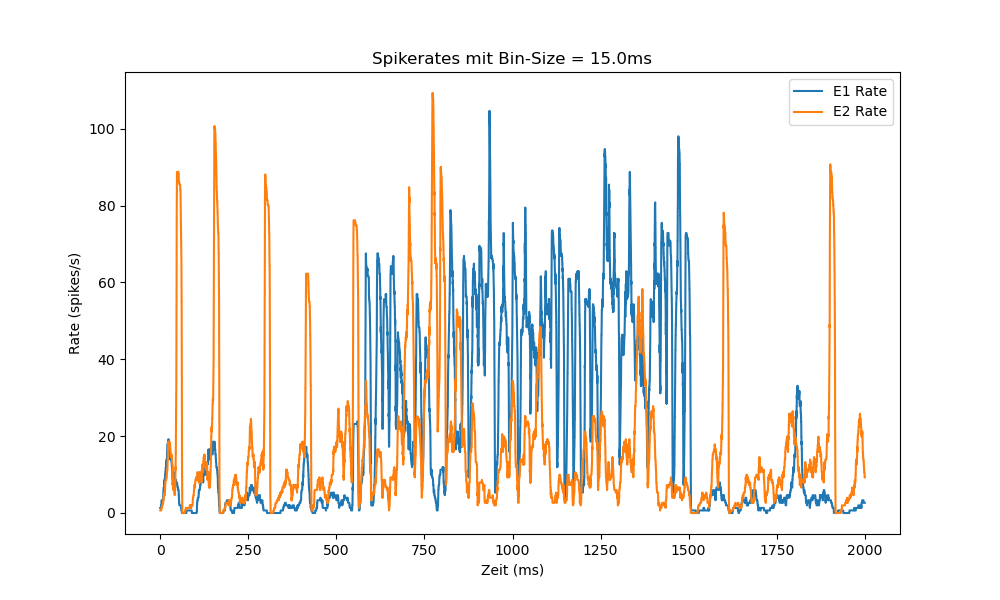 Spikerates mit Bin-Size = 15.0ms
E1 Rate
E2 Rate
Rate (spikes/s)
100
80
60
40
20
0
0 250 500 750 1000 1250 1500 1750 2000
Zeit (ms)